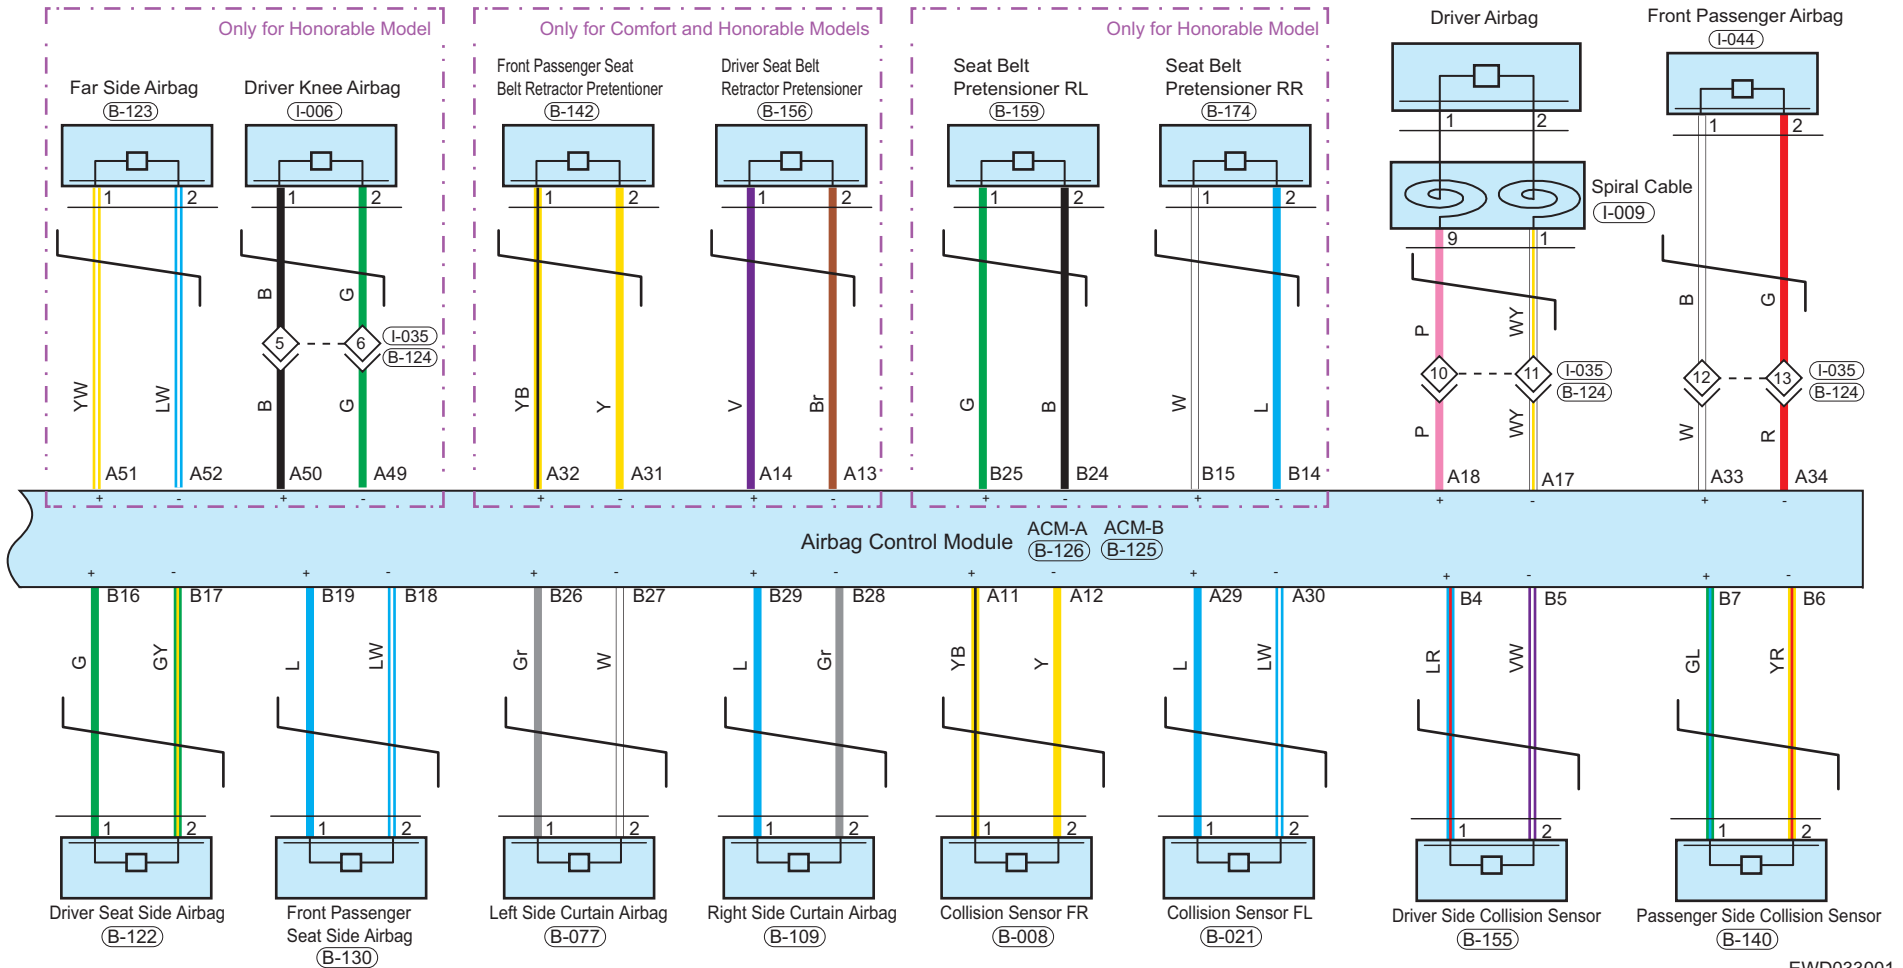 Only for Honorable Model
Only for Comfort and Honorable Models
Only for Honorable Model
Driver Airbag
Front Passenger Airbag
I-044
Far Side Airbag
B-123
Driver Knee Airbag
I-006
Front Passenger Seat
Belt Retractor Pretentioner
B-142
Driver Seat Belt
Retractor Pretensioner
B-156
Seat Belt
Pretensioner RL
B-159
Seat Belt
Pretensioner RR
B-174
1 2
1 2
1 2
1 2
1 2
1 2
1 2
1 2
Spiral Cable
I-009
9 1
B G
P WY
B G
5 6
I-035
B-124
10 11
I-035
B-124
12 13
I-035
B-124
YW LW
B G
YB Y
V Br
G B
W L
P WY
W R
A51 A52
A50 A49
A32 A31
A14 A13
B25 B24
B15 B14
A18 A17
A33 A34
+ -
+ -
+ -
+ -
+ -
+ -
+ -
+ -
Airbag Control Module
ACM-A
B-126
ACM-B
B-125
+ -
+ -
+ -
+ -
+ -
+ -
+ -
+ -
B16 B17
B19 B18
B26 B27
B29 B28
A11 A12
A29 A30
B4 B5
B7 B6
G GY
L LW
Gr W
L Gr
YB Y
L LW
LR VW
GL YR
1 2
1 2
1 2
1 2
1 2
1 2
1 2
1 2
Driver Seat Side Airbag
B-122
Front Passenger
Seat Side Airbag
B-130
Left Side Curtain Airbag
B-077
Right Side Curtain Airbag
B-109
Collision Sensor FR
B-008
Collision Sensor FL
B-021
Driver Side Collision Sensor
B-155
Passenger Side Collision Sensor
B-140
EWD033001